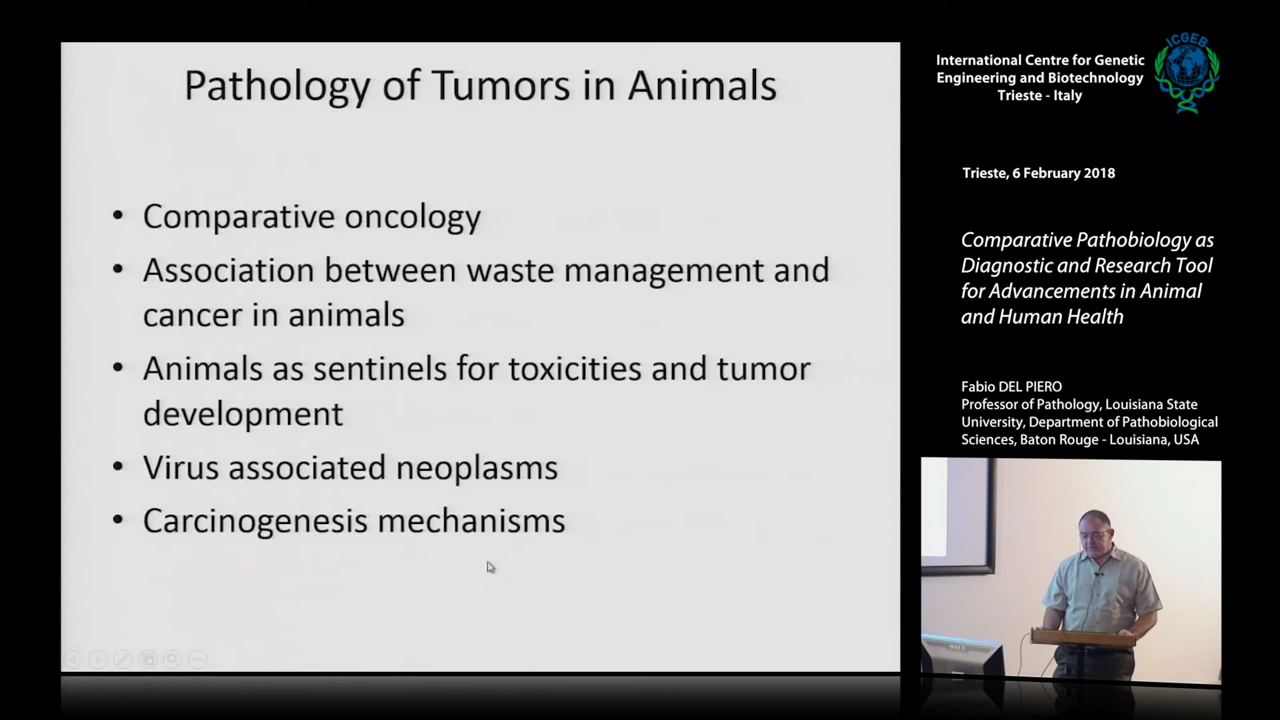 Pathology of Tumors in Animals
• Comparative oncology
• Association between waste management and
cancer in animals
• Animals as sentinels for toxicities and tumor
development
• Virus associated neoplasms
• Carcinogenesis mechanisms
International Centre for Genetic
Engineering and Biotechnology
Trieste - Italy
ICGEB
Trieste, 6 February 2018
Comparative Pathobiology as
Diagnostic and Research Tool
for Advancements in Animal
and Human Health
Fabio DEL PIERO
Professor of Pathology, Louisiana State
University, Department of Pathobiological
Sciences, Baton Rouge - Louisiana, USA
DELL